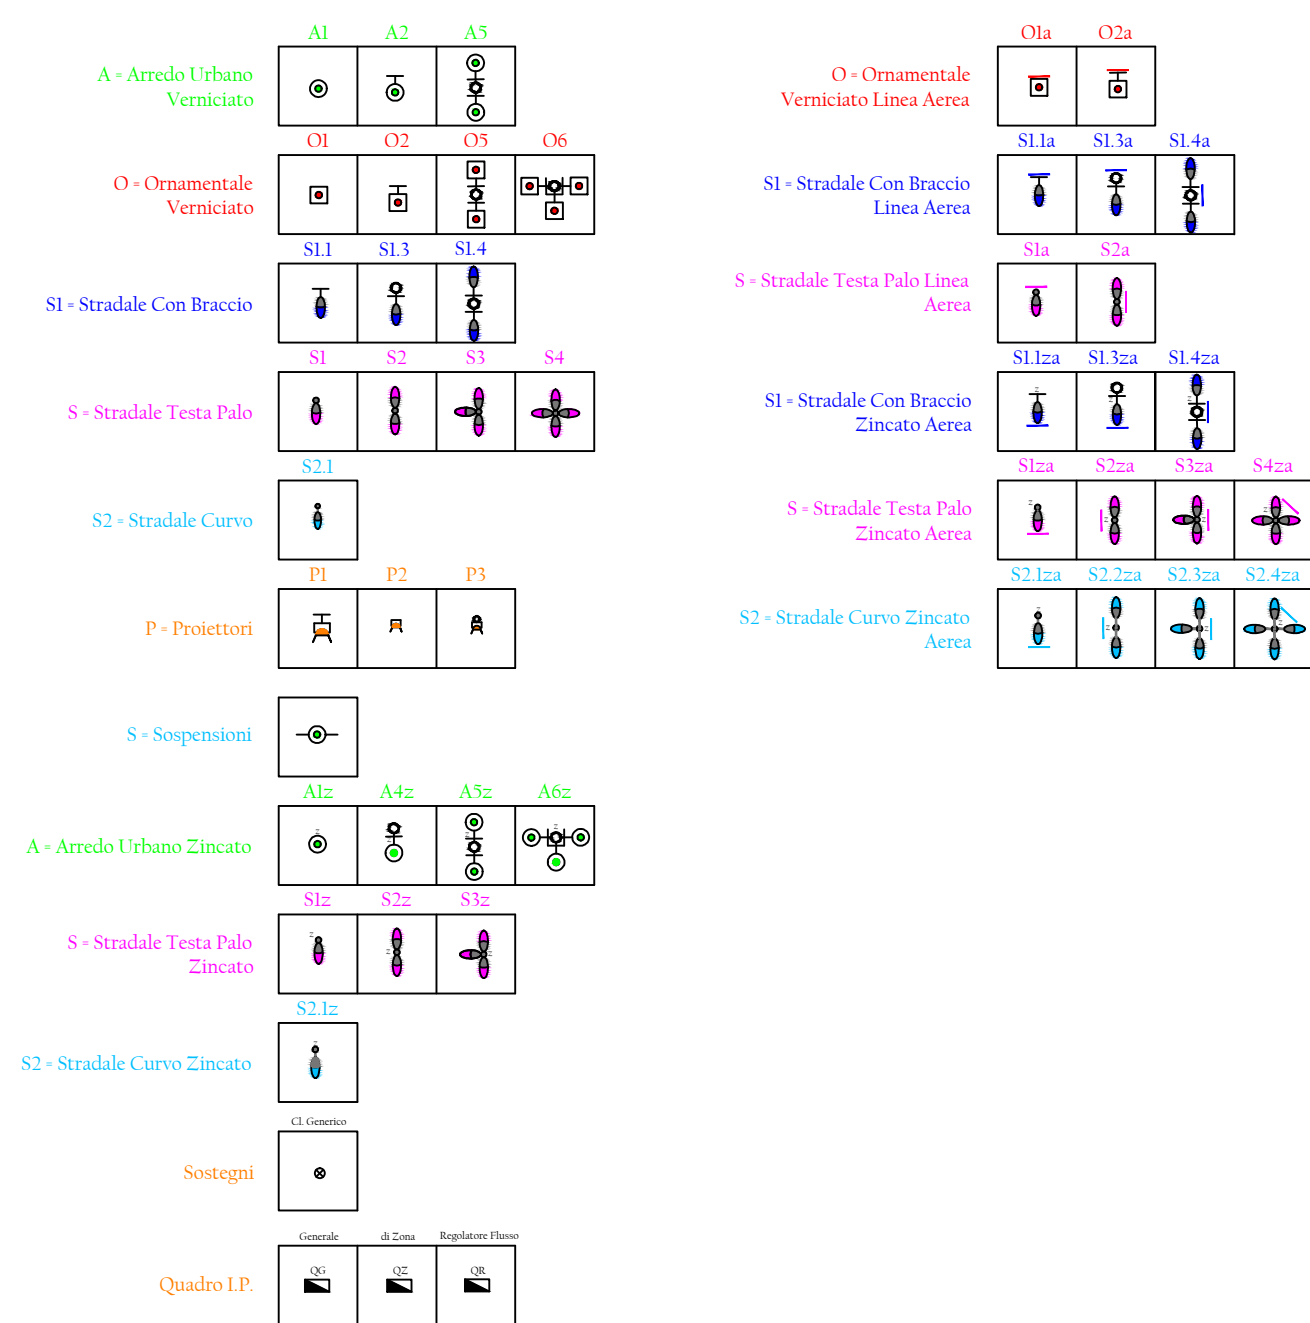 A1 A2 A5
A = Arredo Urbano
Verniciato
O1 O2 O5 O6
O = Ornamentale
Verniciato
S1.1 S1.3 S1.4
S1 = Stradale Con Braccio
S1 S2 S3 S4
S = Stradale Testa Palo
S2.1
S2 = Stradale Curvo
P1 P2 P3
P = Proiettori
S = Sospensioni
A1z A4z A5z A6z
z z z z
A = Arredo Urbano Zincato
S1z S2z S3z
z z z
S = Stradale Testa Palo
Zincato
S2.1z
z
S2 = Stradale Curvo Zincato
Cl. Generico
Sostegni
Generale di Zona Regolatore Flusso
QG QZ QR
Quadro I.P.
O1a O2a
O = Ornamentale
Verniciato Linea Aerea
S1.1a S1.3a S1.4a
S1 = Stradale Con Braccio
Linea Aerea
S1a S2a
S = Stradale Testa Palo Linea
Aerea
S1.1za S1.3za S1.4za
z z z
S1 = Stradale Con Braccio
Zincato Aerea
S1za S2za S3za S4za
z z z z
S = Stradale Testa Palo
Zincato Aerea
S2.1za S2.2za S2.3za S2.4za
z z z z
S2 = Stradale Curvo Zincato
Aerea